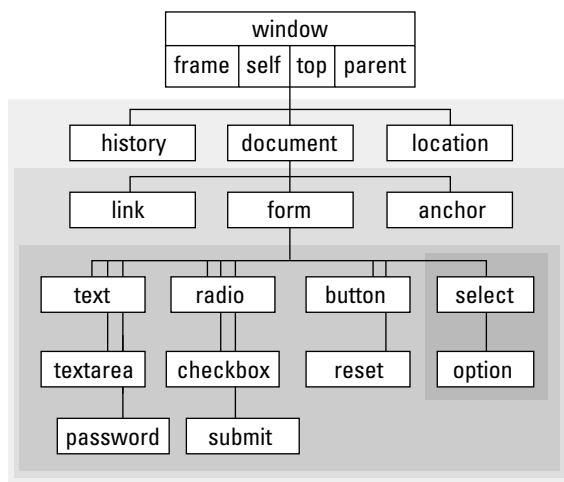 window
frame self top parent
history document location
link form anchor
text radio button select
textarea checkbox reset option
password submit